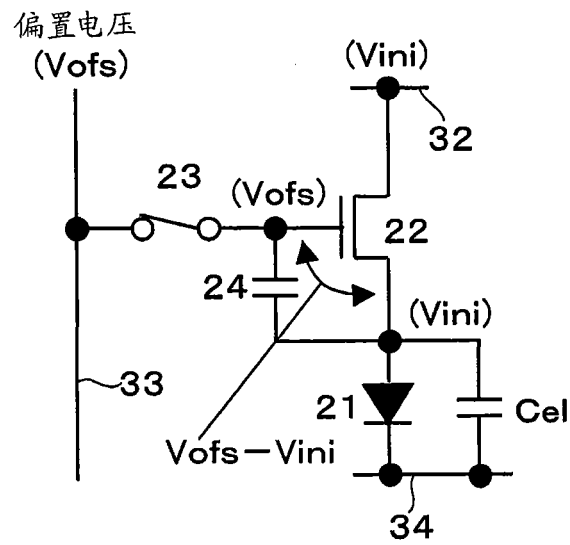 偏置电压
(Vofs)
(Vini)
32
23
(Vofs)
22
24
(Vini)
33
21
Cel
Vofs−Vini
34